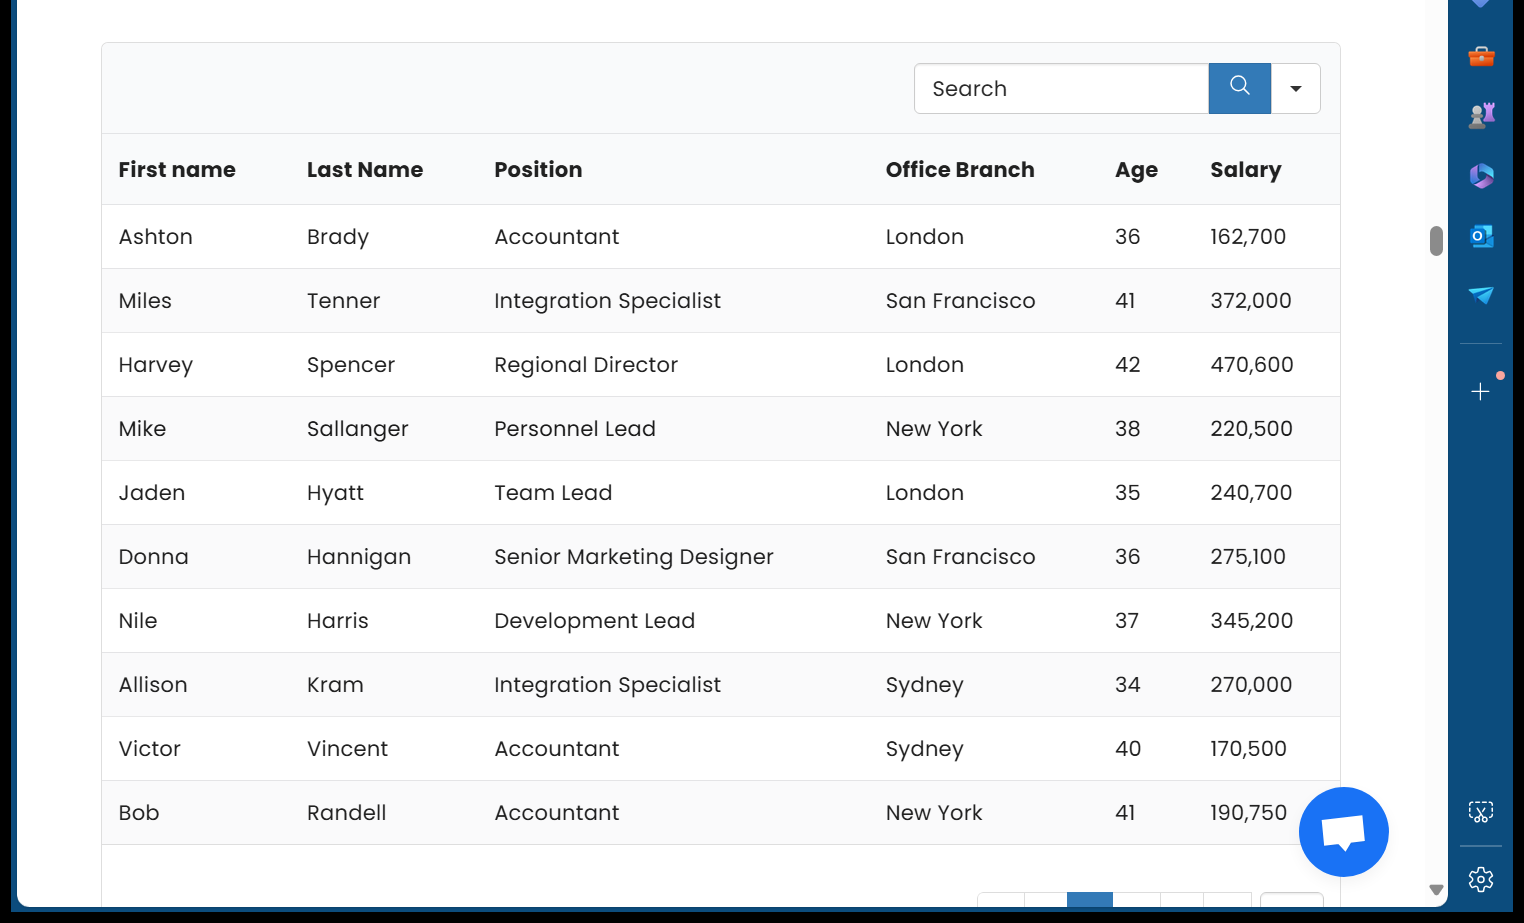 Search
First name Last Name Position Office Branch Age Salary
Ashton Brady Accountant London 36 162,700
Miles Tenner Integration Specialist San Francisco 41 372,000
Harvey Spencer Regional Director London 42 470,600
Mike Sallanger Personnel Lead New York 38 220,500
Jaden Hyatt Team Lead London 35 240,700
Donna Hannigan Senior Marketing Designer San Francisco 36 275,100
Nile Harris Development Lead New York 37 345,200
Allison Kram Integration Specialist Sydney 34 270,000
Victor Vincent Accountant Sydney 40 170,500
Bob Randell Accountant New York 41 190,750